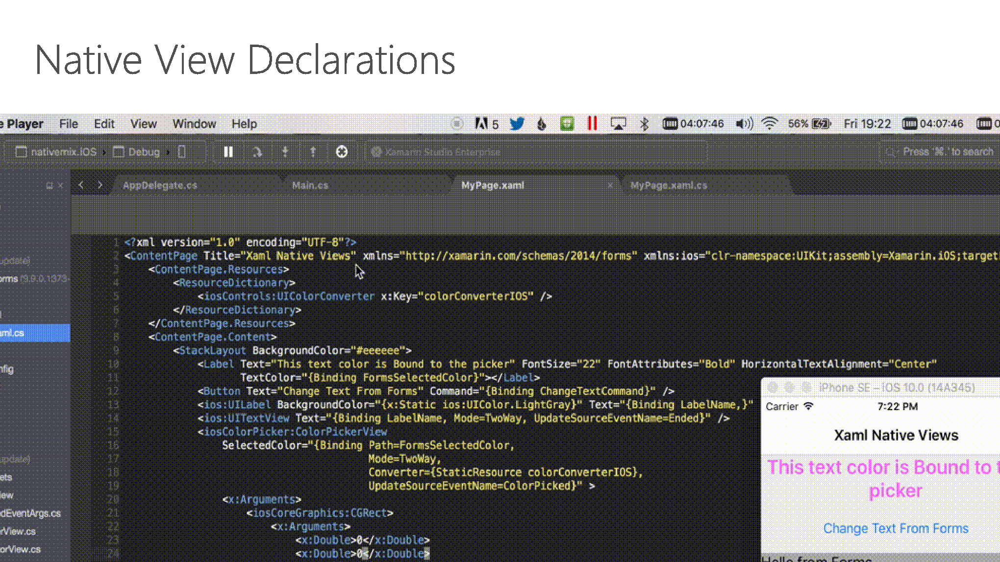 Native View Declarations
Player File Edit View Window Help 5 04:07:46 56% Fri 19:22 04:07:46
nativemix.iOS Debug Xamarin Studio Enterprise Press '⌘.' to search
AppDelegate.cs Main.cs MyPage.xaml × MyPage.xaml.cs
1 <?xml version="1.0" encoding="UTF-8"?>
2 <ContentPage Title="Xaml Native Views" xmlns="http://xamarin.com/schemas/2014/forms" xmlns:ios="clr-namespace:UIKit;assembly=Xamarin.iOS;target
3 <ContentPage.Resources>
4 <ResourceDictionary>
5 <iosControls:UIColorConverter x:Key="colorConverterIOS" />
6 </ResourceDictionary>
7 </ContentPage.Resources>
8 <ContentPage.Content>
9 <StackLayout BackgroundColor="#eeeeee">
10 <Label Text="This text color is Bound to the picker" FontSize="22" FontAttributes="Bold" HorizontalTextAlignment="Center"
11 TextColor="{Binding FormsSelectedColor}"></Label>
12 <Button Text="Change Text From Forms" Command="{Binding ChangeTextCommand}" />
13 <ios:UILabel BackgroundColor="{x:Static ios:UIColor.LightGray}" Text="{Binding LabelName,}"
14 <ios:UITextView Text="{Binding LabelName, Mode=TwoWay, UpdateSourceEventName=Ended}" />
15 <iosColorPicker:ColorPickerView
16 SelectedColor="{Binding Path=FormsSelectedColor,
17 Mode=TwoWay,
18 Converter={StaticResource colorConverterIOS},
19 UpdateSourceEventName=ColorPicked}" >
20 <x:Arguments>
21 <iosCoreGraphics:CGRect>
22 <x:Arguments>
23 <x:Double>0</x:Double>
24 <x:Double>0</x:Double>
update)
orms (9.9.0.1373-
aml.cs
nfig
update)
ets
iew
dEventArgs.cs
rView.cs
orView.cs
iPhone SE – iOS 10.0 (14A345)
Carrier 7:22 PM
Xaml Native Views
This text color is Bound to t
picker
Change Text From Forms
Hello from Forms